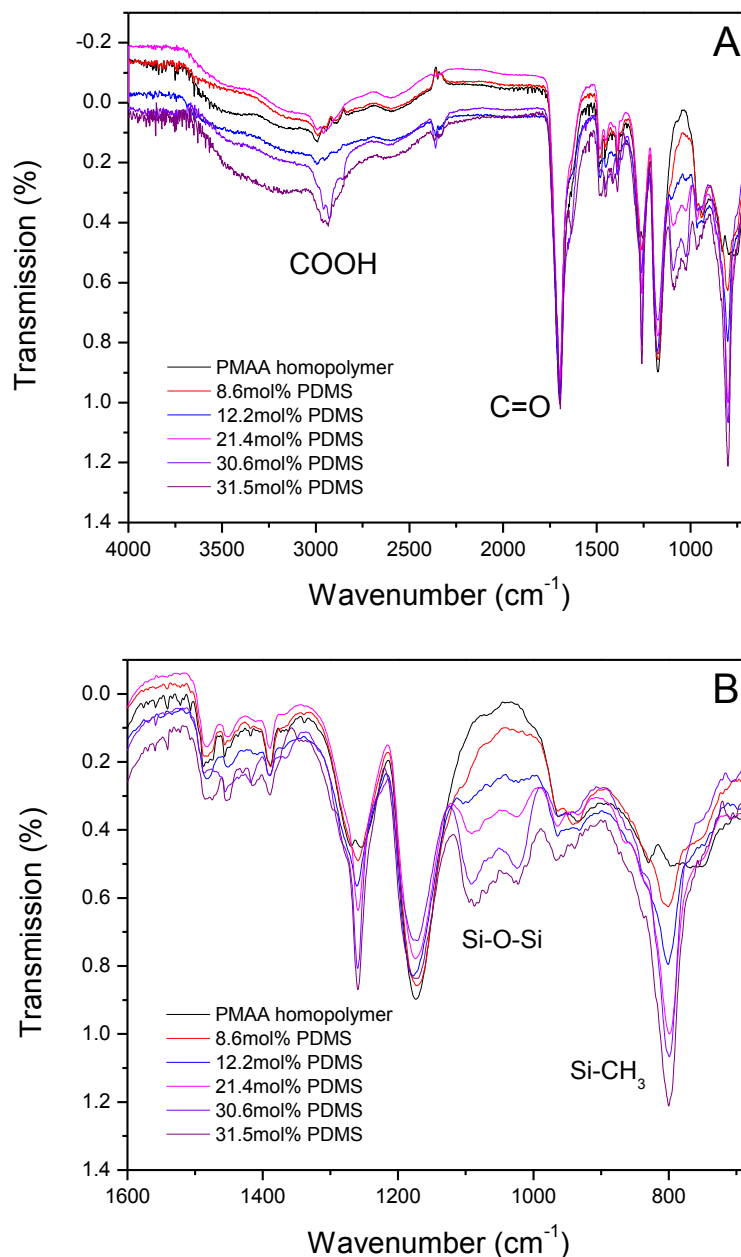 A
-0.2
0.0
0.2
0.4
0.6
0.8
1.0
1.2
1.4
Transmission (%)
COOH
C=O
PMAA homopolymer
8.6mol% PDMS
12.2mol% PDMS
21.4mol% PDMS
30.6mol% PDMS
31.5mol% PDMS
4000 3500 3000 2500 2000 1500 1000
Wavenumber (cm⁻¹)
B
0.0
0.2
0.4
0.6
0.8
1.0
1.2
1.4
Transmission (%)
Si-O-Si
Si-CH₃
PMAA homopolymer
8.6mol% PDMS
12.2mol% PDMS
21.4mol% PDMS
30.6mol% PDMS
31.5mol% PDMS
1600 1400 1200 1000 800
Wavenumber (cm⁻¹)